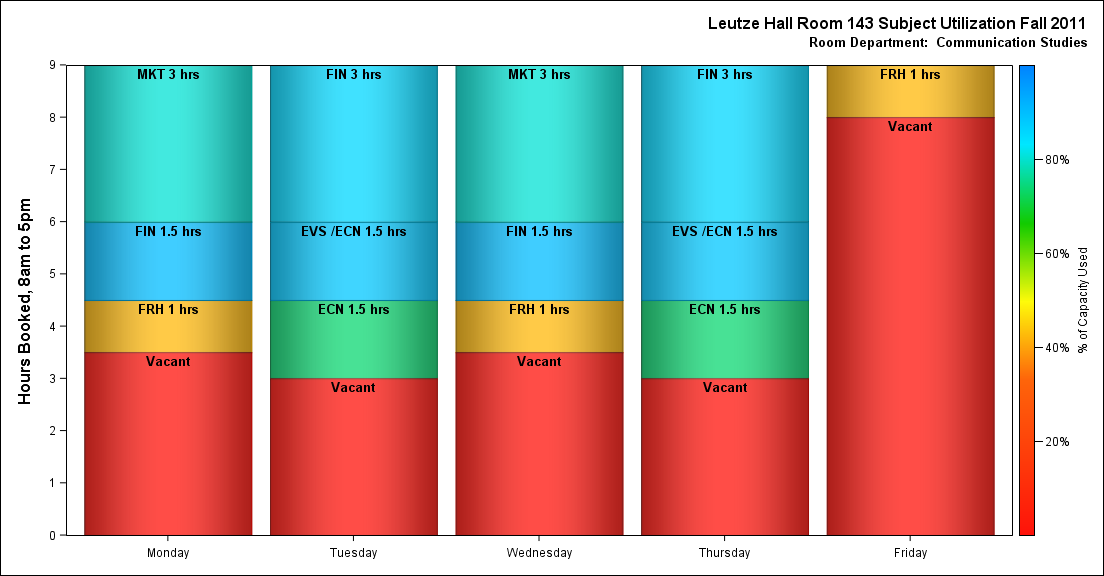 Leutze Hall Room 143 Subject Utilization Fall 2011
Room Department:  Communication Studies
Hours Booked, 8am to 5pm
9
8
7
6
5
4
3
2
1
0
MKT 3 hrs
FIN 1.5 hrs
FRH 1 hrs
Vacant
FIN 3 hrs
EVS /ECN 1.5 hrs
ECN 1.5 hrs
Vacant
MKT 3 hrs
FIN 1.5 hrs
FRH 1 hrs
Vacant
FIN 3 hrs
EVS /ECN 1.5 hrs
ECN 1.5 hrs
Vacant
FRH 1 hrs
Vacant
Monday
Tuesday
Wednesday
Thursday
Friday
80%
60%
40%
20%
% of Capacity Used